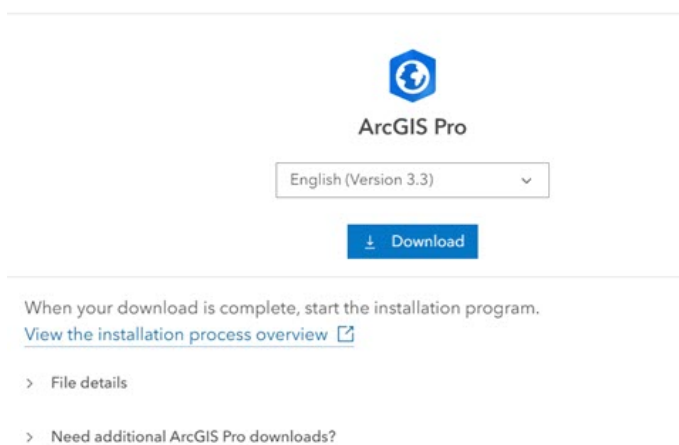 ArcGIS Pro
English (Version 3.3)
Download
When your download is complete, start the installation program.
View the installation process overview
File details
Need additional ArcGIS Pro downloads?